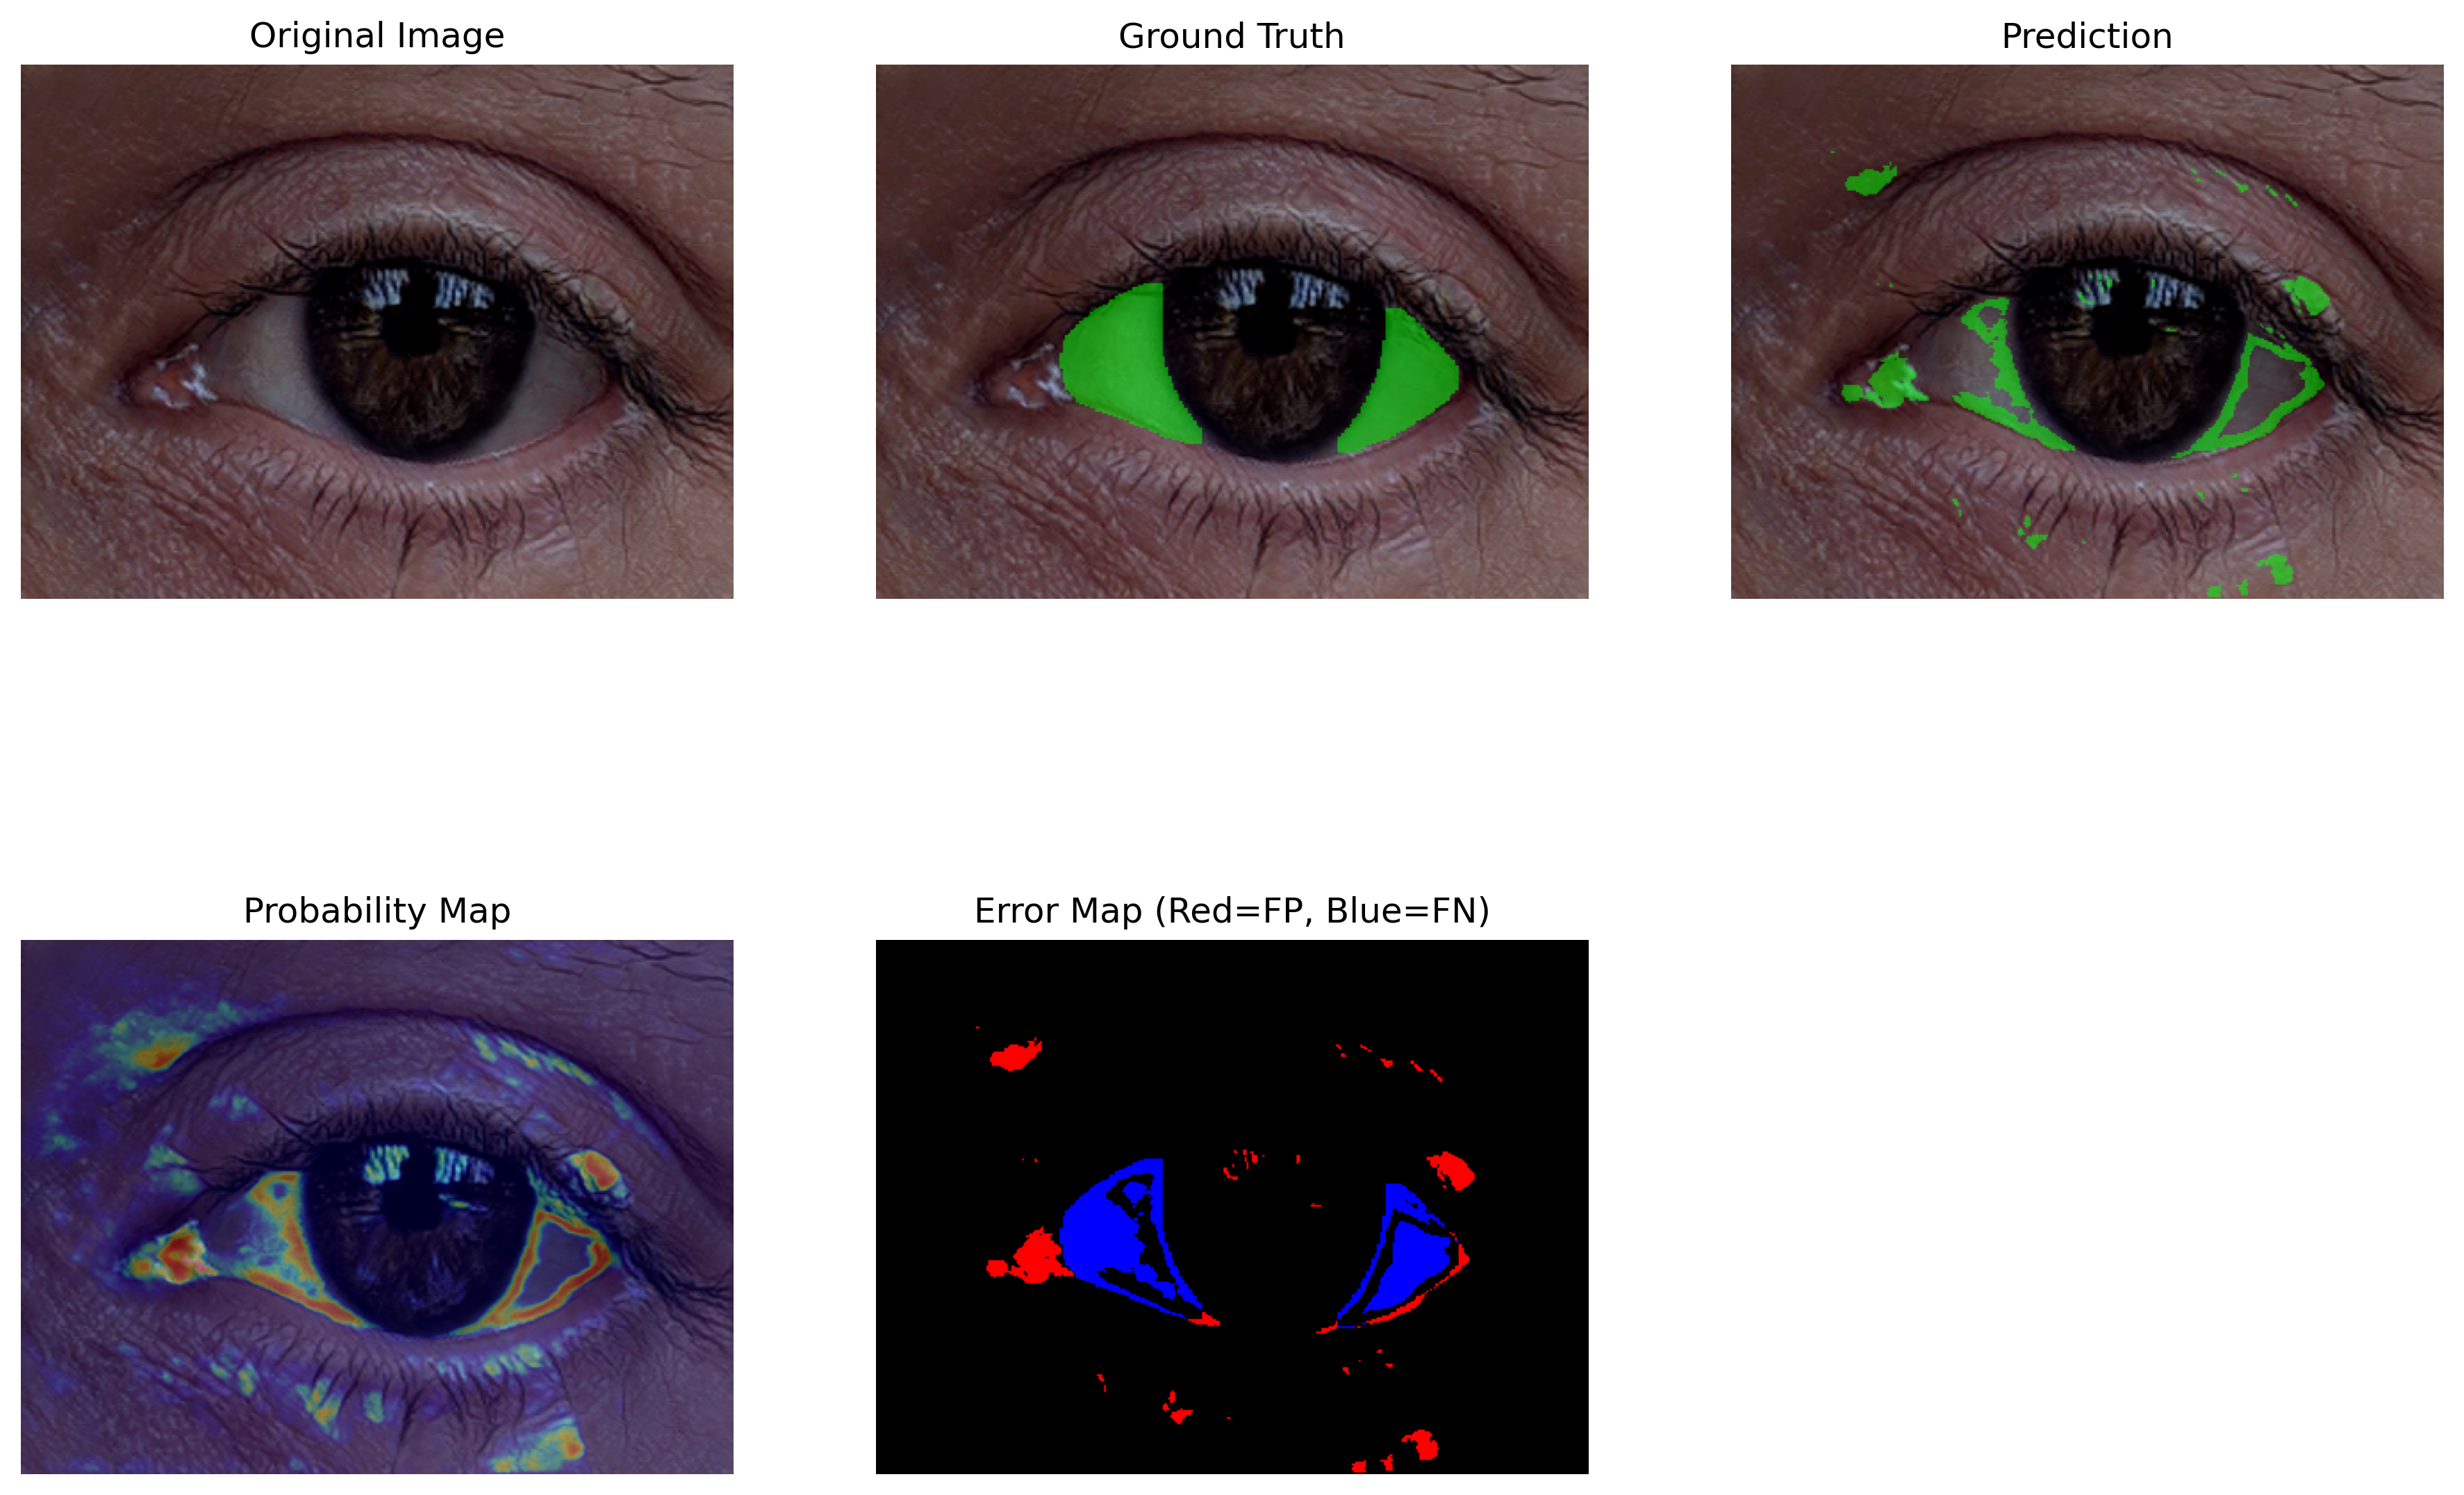 Original Image
Ground Truth
Prediction
Probability Map
Error Map (Red=FP, Blue=FN)